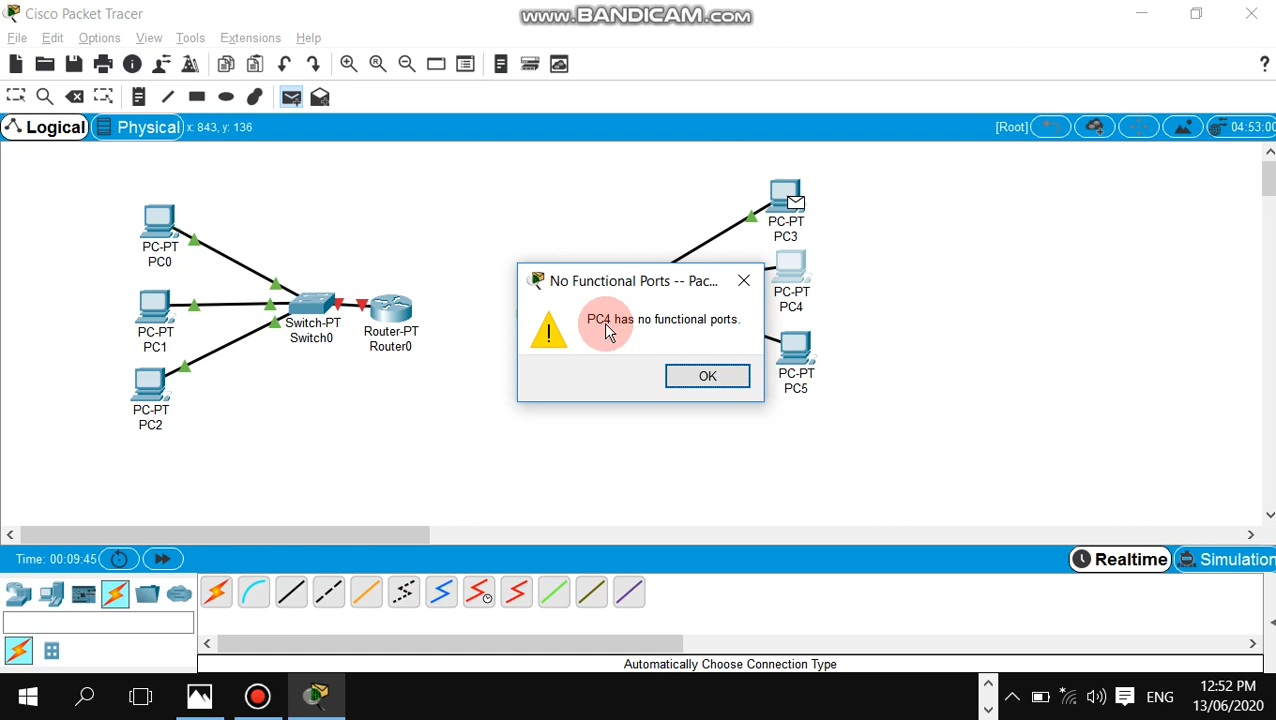 Cisco Packet Tracer
www.BANDICAM.com
File Edit Options View Tools Extensions Help
?
Logical
Physical x: 843, y: 136
[Root]
04:53:00
PC-PT
PC0
PC-PT
PC1
PC-PT
PC2
Switch-PT
Switch0
Router-PT
Router0
PC-PT
PC3
PC-PT
PC4
PC-PT
PC5
No Functional Ports -- Pac...
PC4 has no functional ports.
OK
Time: 00:09:45
Realtime
Simulation
Automatically Choose Connection Type
ENG
12:52 PM
13/06/2020